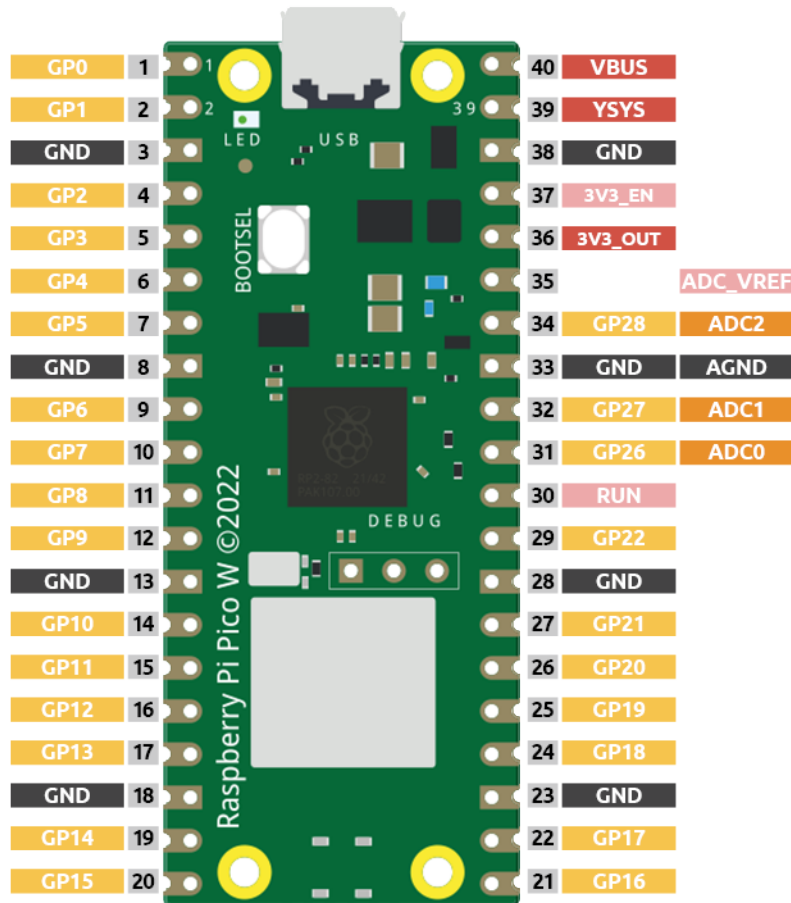 GP0 1 1 40 VBUS
GP1 2 2 39 39 YSYS
LED USB
GND 3 38 GND
GP2 4 37 3V3_EN
GP3 5 BOOTSEL 36 3V3_OUT
GP4 6 35 ADC_VREF
GP5 7 34 GP28 ADC2
GND 8 33 GND AGND
GP6 9 32 GP27 ADC1
GP7 10 31 GP26 ADC0
GP8 11 30 RUN
DEBUG
GP9 12 29 GP22
GND 13 28 GND
GP10 14 27 GP21
GP11 15 26 GP20
GP12 16 25 GP19
GP13 17 24 GP18
GND 18 23 GND
GP14 19 22 GP17
GP15 20 21 GP16
Raspberry Pi Pico W ©2022